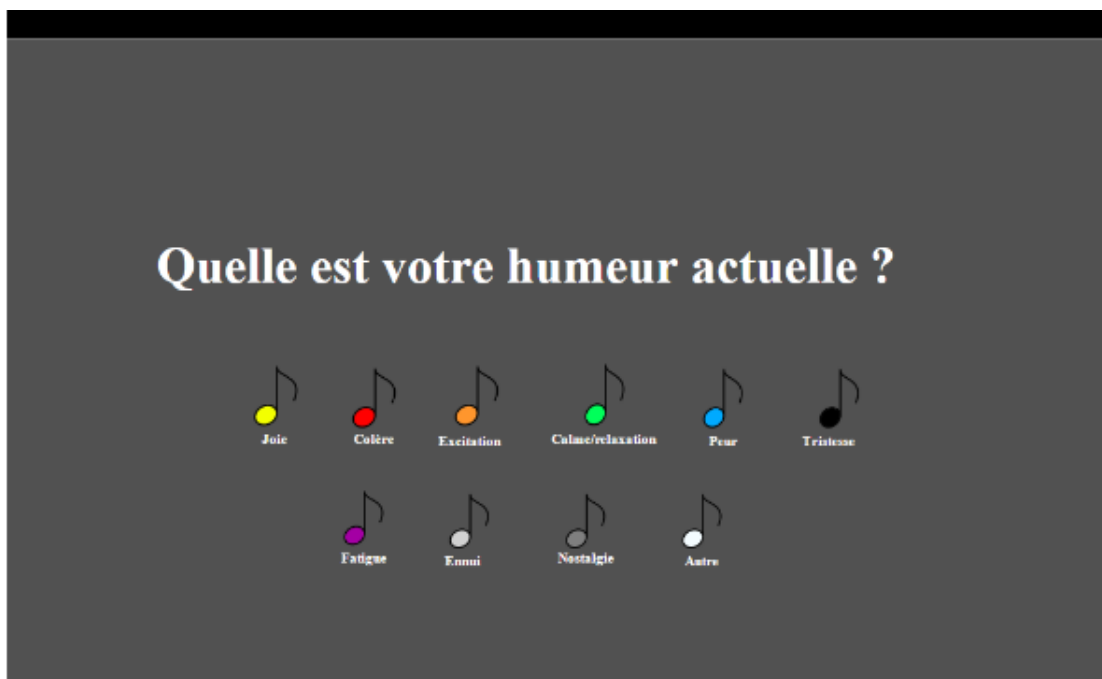 Quelle est votre humeur actuelle ?
Joie Colère Excitation Calme/relaxation Peur Tristesse
Fatigue Ennui Nostalgie Autre